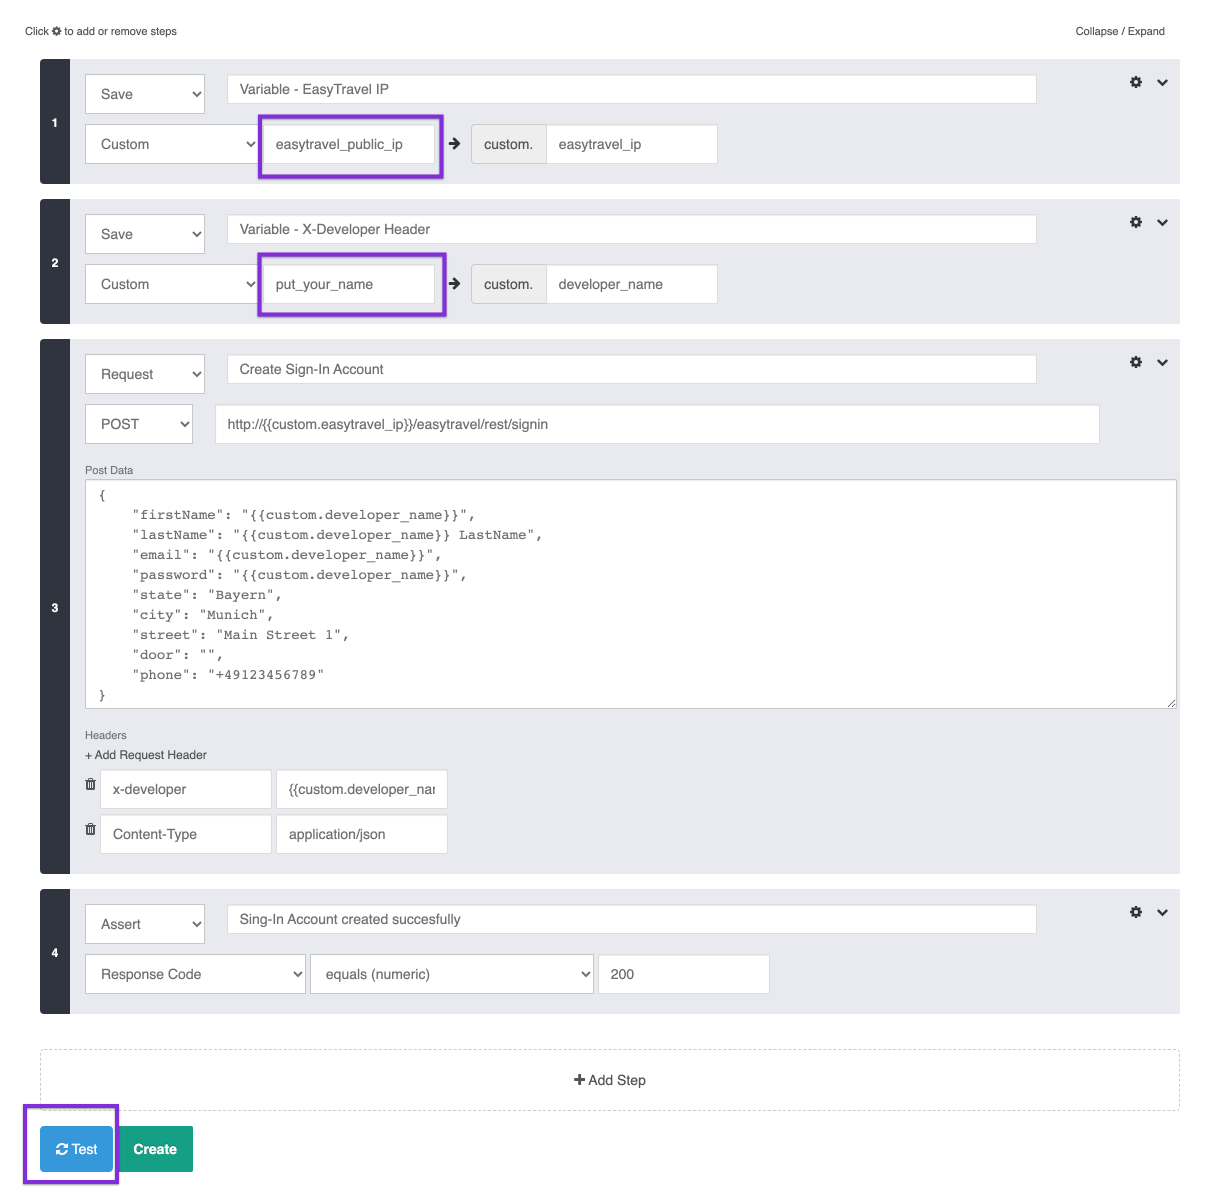 Click to add or remove steps
Collapse / Expand
1
Save
Variable - EasyTravel IP
Custom
easytravel_public_ip
custom.
easytravel_ip
2
Save
Variable - X-Developer Header
Custom
put_your_name
custom.
developer_name
3
Request
Create Sign-In Account
POST
http://{{custom.easytravel_ip}}/easytravel/rest/signin
Post Data
{
"firstName": "{{custom.developer_name}}",
"lastName": "{{custom.developer_name}} LastName",
"email": "{{custom.developer_name}}",
"password": "{{custom.developer_name}}",
"state": "Bayern",
"city": "Munich",
"street": "Main Street 1",
"door": "",
"phone": "+49123456789"
}
Headers
+ Add Request Header
x-developer
{{custom.developer_nar
Content-Type
application/json
4
Assert
Sing-In Account created succesfully
Response Code
equals (numeric)
200
+ Add Step
Test
Create